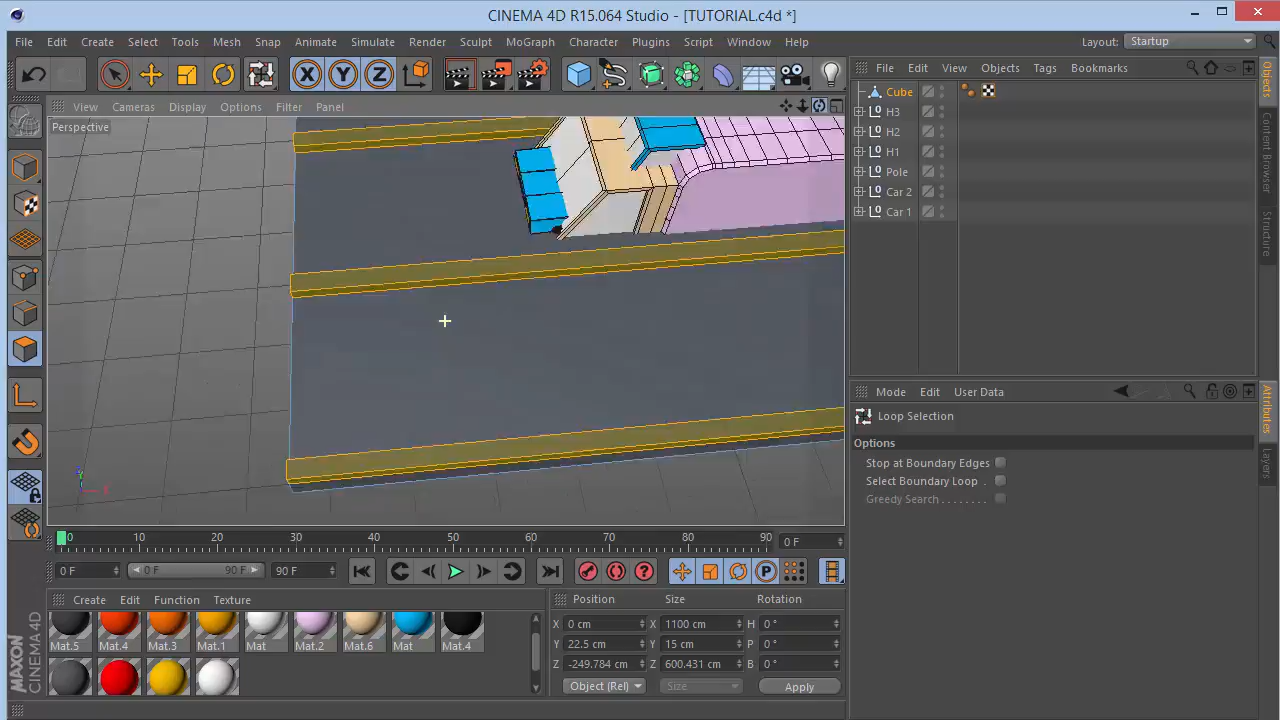 CINEMA 4D R15.064 Studio - [TUTORIAL.c4d *]
File Edit Create Select Tools Mesh Snap Animate Simulate Render Sculpt MoGraph Character Plugins Script Window Help Layout: Startup
X Y Z
File Edit View Objects Tags Bookmarks
View Cameras Display Options Filter Panel
Perspective
Cube
H3
H2
H1
Pole
Car 2
Car 1
Objects
Content Browser
Structure
Mode Edit User Data
Loop Selection
Options
Stop at Boundary Edges
Select Boundary Loop .
Greedy Search . . . . . . . .
Attributes
Layers
Y X
0 10 20 30 40 50 60 70 80 90 0 F
0 F 0 F 90 F 90 F
Create Edit Function Texture
Mat.5 Mat.4 Mat.3 Mat.1 Mat Mat.2 Mat.6 Mat Mat.4
Position Size Rotation
X 0 cm X 1100 cm H 0 °
Y 22.5 cm Y 15 cm P 0 °
Z -249.784 cm Z 600.431 cm B 0 °
Object (Rel) Size Apply
MAXON
CINEMA 4D